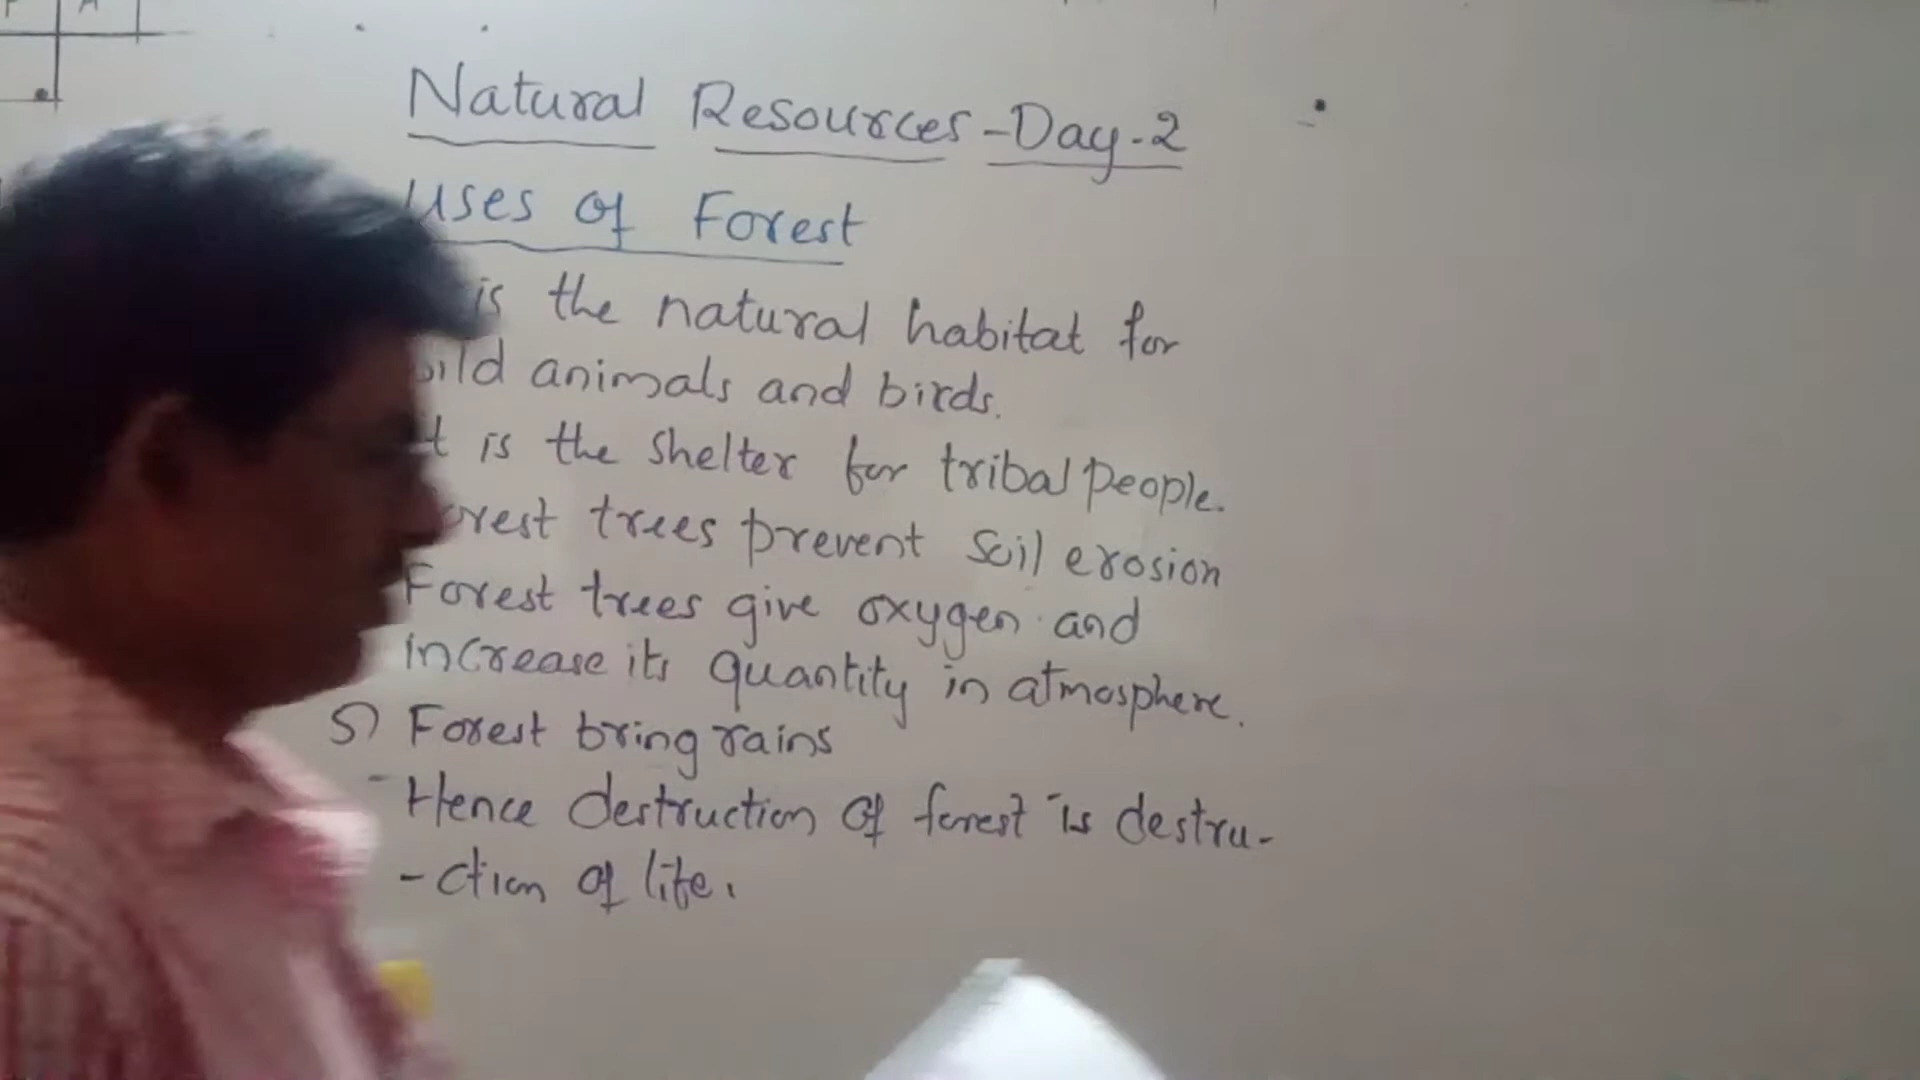 Natural Resources-Day-2
Uses of Forest
is the natural habitat for
animals and birds.
is the shelter for tribal people.
trees prevent soil erosion
Forest trees give oxygen and
increase its quantity in atmosphere.
5) Forest bring rains
Hence destruction of forest is destru-
-ction of life.